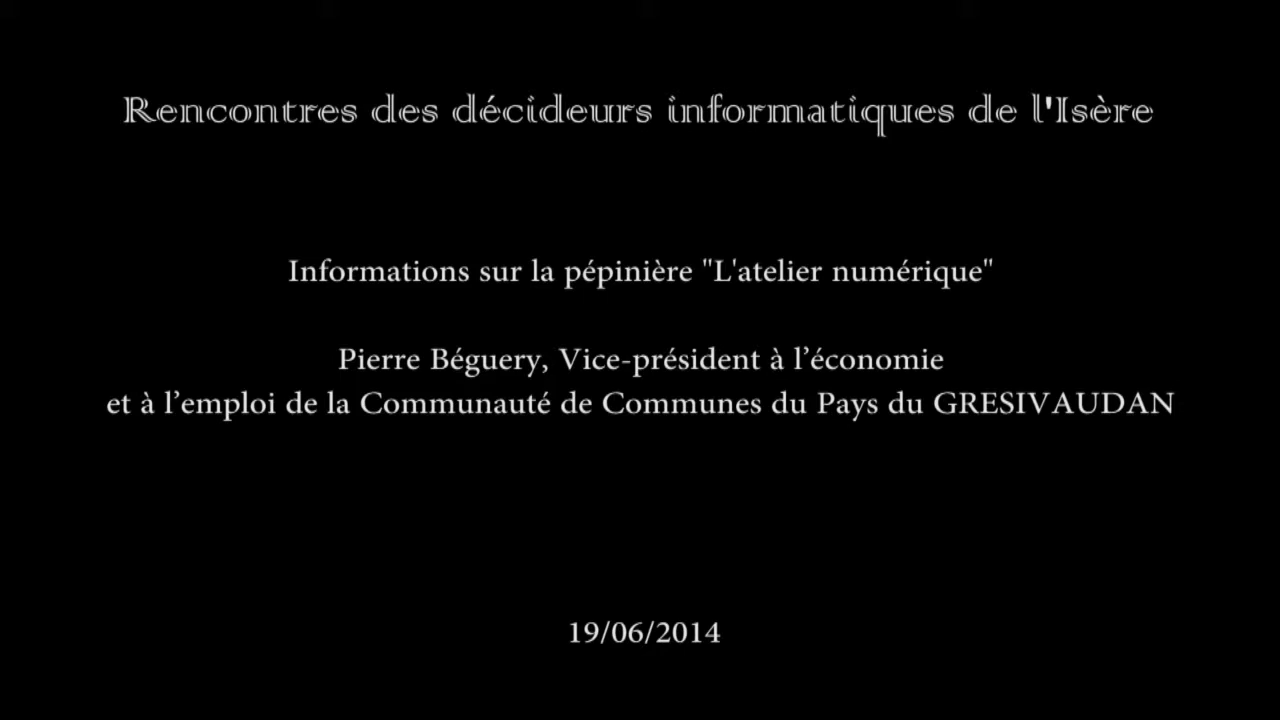 Rencontres des décideurs informatiques de l'Isère
Informations sur la pépinière "L'atelier numérique"
Pierre Béguery, Vice-président à l’économie
et à l’emploi de la Communauté de Communes du Pays du GRESIVAUDAN
19/06/2014